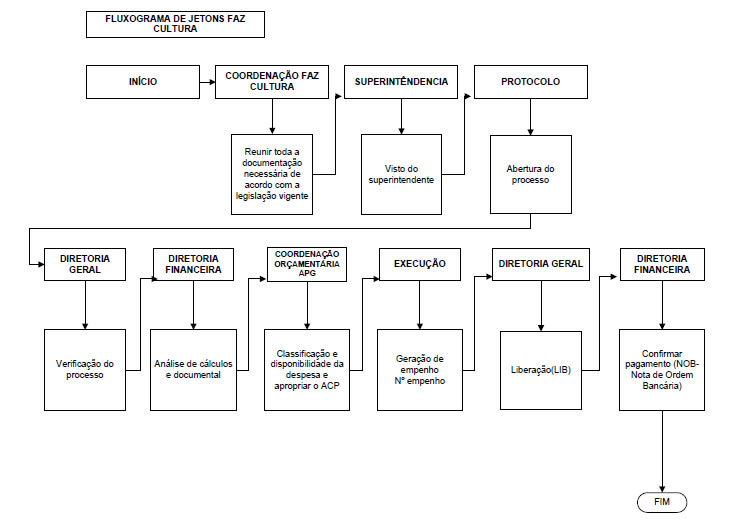 FLUXOGRAMA DE JETONS FAZ
CULTURA
INÍCIO
COORDENAÇÃO FAZ
CULTURA
SUPERINTÊNDENCIA
PROTOCOLO
Reunir toda a
documentação
necessária de
acordo com a
legislação vigente
Visto do
superintendente
Abertura do
processo
DIRETORIA
GERAL
DIRETORIA
FINANCEIRA
COORDENAÇÃO
ORÇAMENTÁRIA
APG
EXECUÇÃO
DIRETORIA GERAL
DIRETORIA
FINANCEIRA
Verificação do
processo
Análise de cálculos
e documental
Classificação e
disponibilidade da
despesa e
apropriar o ACP
Geração de
empenho
Nº empenho
Liberação(LIB)
Confirmar
pagamento (NOB-
Nota de Ordem
Bancária)
FIM